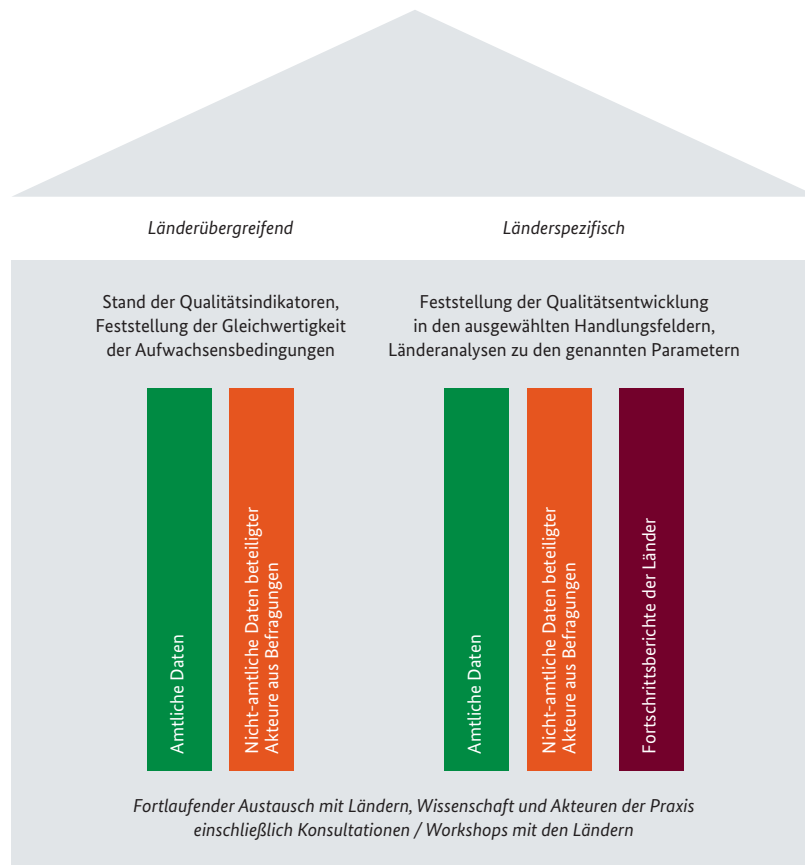 Länderübergreifend
Länderspezifisch
Stand der Qualitätsindikatoren,
Feststellung der Gleichwertigkeit
der Aufwachsensbedingungen
Feststellung der Qualitätsentwicklung
in den ausgewählten Handlungsfeldern,
Länderanalysen zu den genannten Parametern
Amtliche Daten
Nicht-amtliche Daten beteiligter
Akteure aus Befragungen
Amtliche Daten
Nicht-amtliche Daten beteiligter
Akteure aus Befragungen
Fortschrittsberichte der Länder
Fortlaufender Austausch mit Ländern, Wissenschaft und Akteuren der Praxis
einschließlich Konsultationen / Workshops mit den Ländern